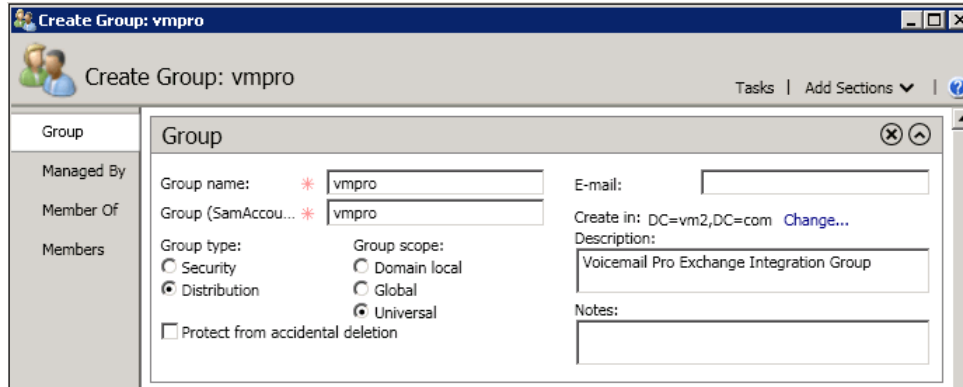 Create Group: vmpro
Create Group: vmpro
Tasks | Add Sections |
Group
Managed By
Member Of
Members
Group
Group name: * vmpro
Group (SamAccou... * vmpro
Group type:
Security
Distribution
Group scope:
Domain local
Global
Universal
Protect from accidental deletion
E-mail:
Create in: DC=vm2,DC=com Change...
Description:
Voicemail Pro Exchange Integration Group
Notes: